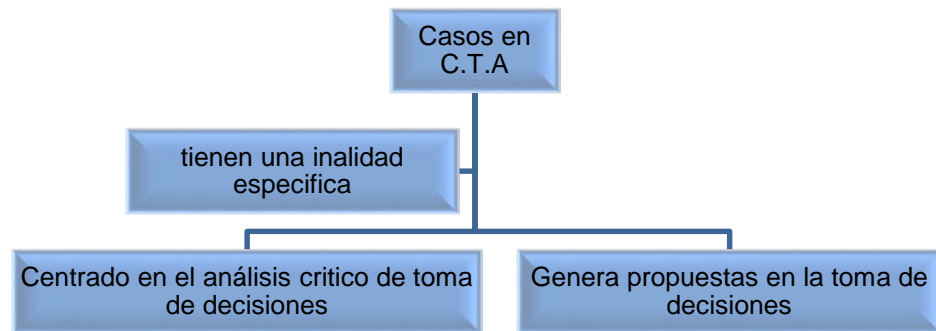 Casos en
C.T.A
tienen una inalidad
especifica
Centrado en el análisis critico de toma
de decisiones
Genera propuestas en la toma de
decisiones